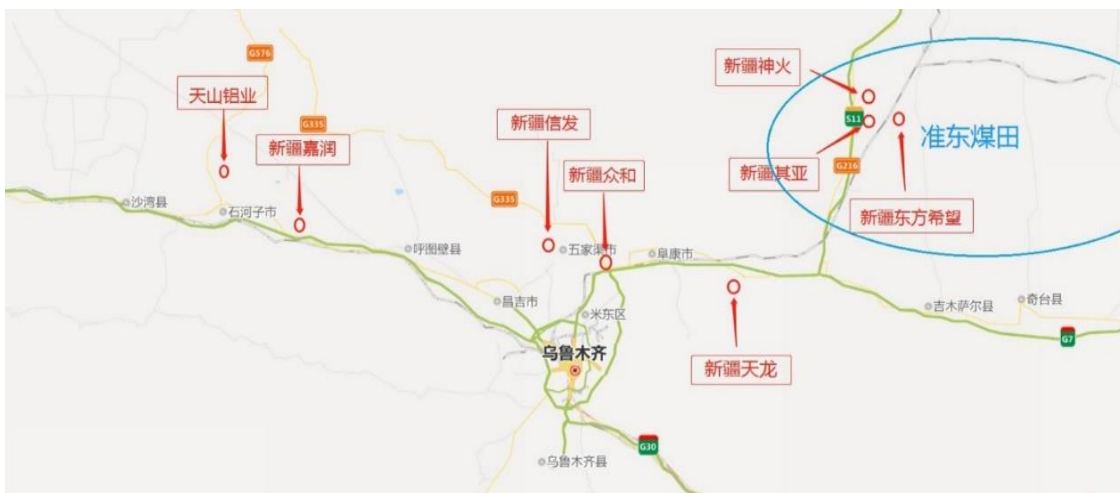 G576
新疆神火
天山铝业
新疆信发
G335
S11
准东煤田
新疆嘉润
新疆众和
新疆其亚
G216
沙湾县
石河子市
G335
新疆东方希望
呼图壁县
五家渠市
阜康市
昌吉市
米东区
吉木萨尔县
奇台县
G7
乌鲁木齐
新疆天龙
G30
乌鲁木齐县